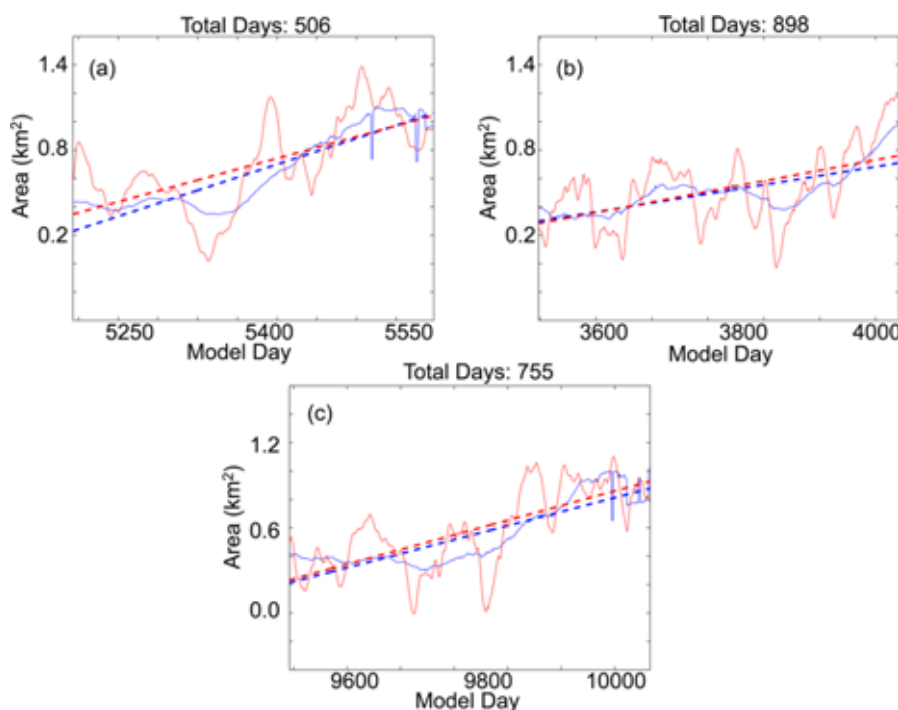 Total Days: 506
(a)
1.4
0.8
0.2
Area (km²)
5250 5400 5550
Model Day
Total Days: 898
(b)
1.4
0.8
0.2
Area (km²)
3600 3800 4000
Model Day
Total Days: 755
(c)
1.2
0.6
0.0
Area (km²)
9600 9800 10000
Model Day